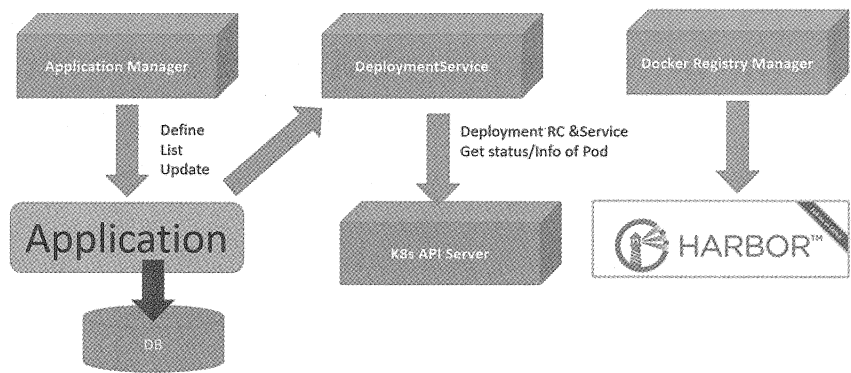 Application Manager
DeploymentService
Docker Registry Manager
Define
List
Update
Deployment RC &Service
Get status/Info of Pod
Application
K8s API Server
HARBOR™
DB